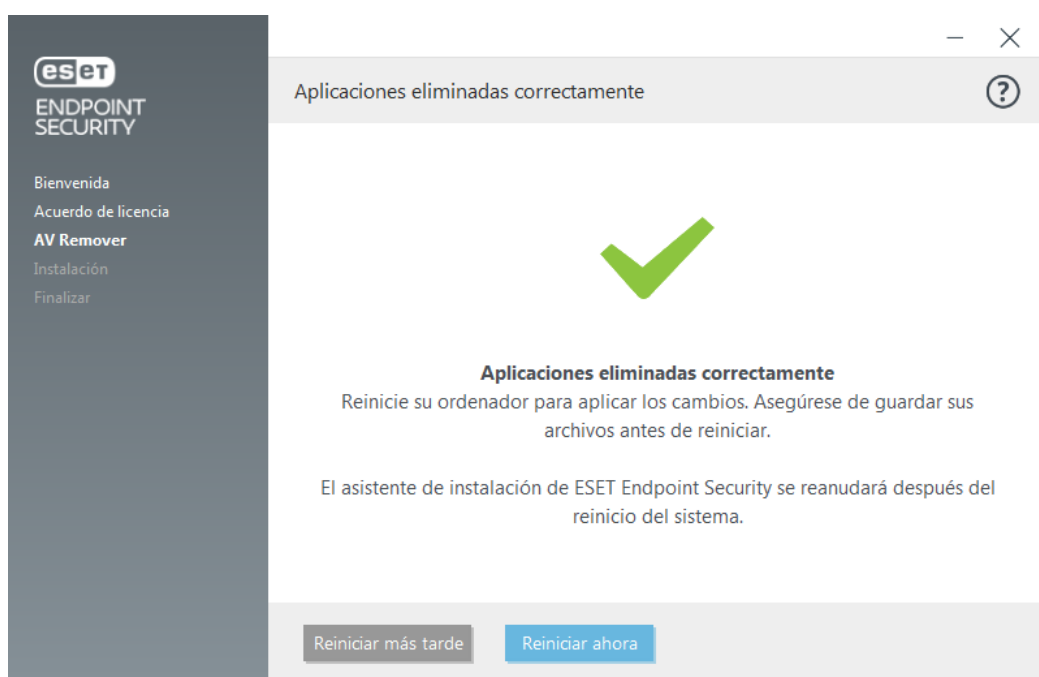 eset
ENDPOINT
SECURITY
Bienvenida
Acuerdo de licencia
AV Remover
Instalación
Finalizar
Aplicaciones eliminadas correctamente
?
Aplicaciones eliminadas correctamente
Reinicie su ordenador para aplicar los cambios. Asegúrese de guardar sus
archivos antes de reiniciar.
El asistente de instalación de ESET Endpoint Security se reanudará después del
reinicio del sistema.
Reiniciar más tarde
Reiniciar ahora